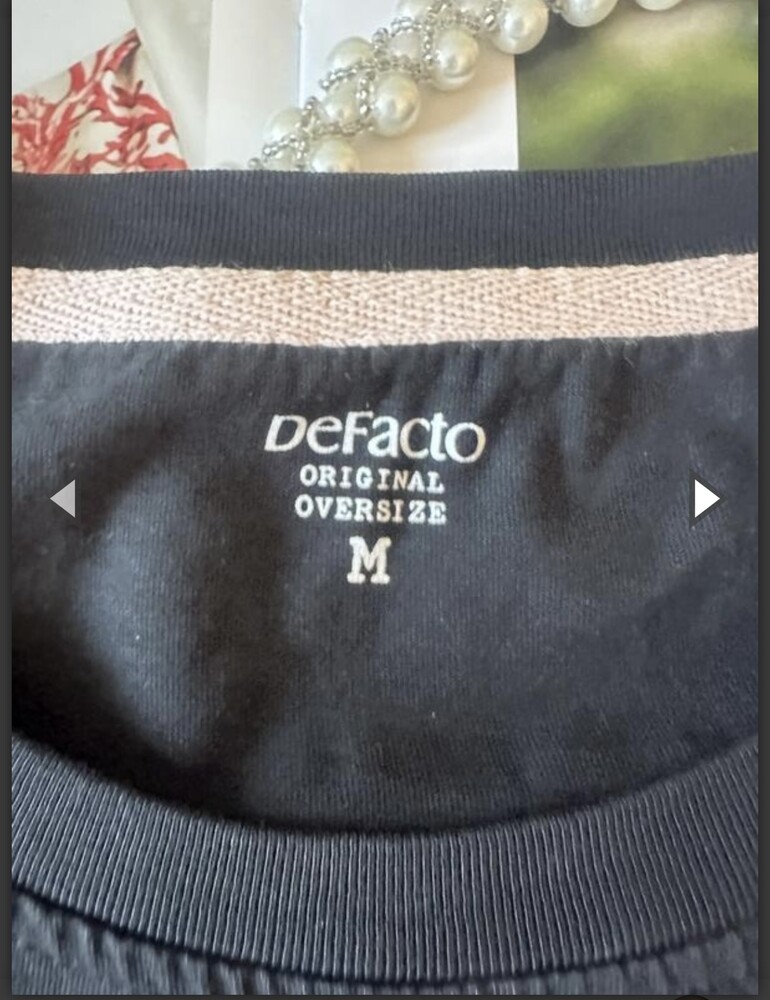 DeFacto
ORIGINAL
OVERSIZE
M